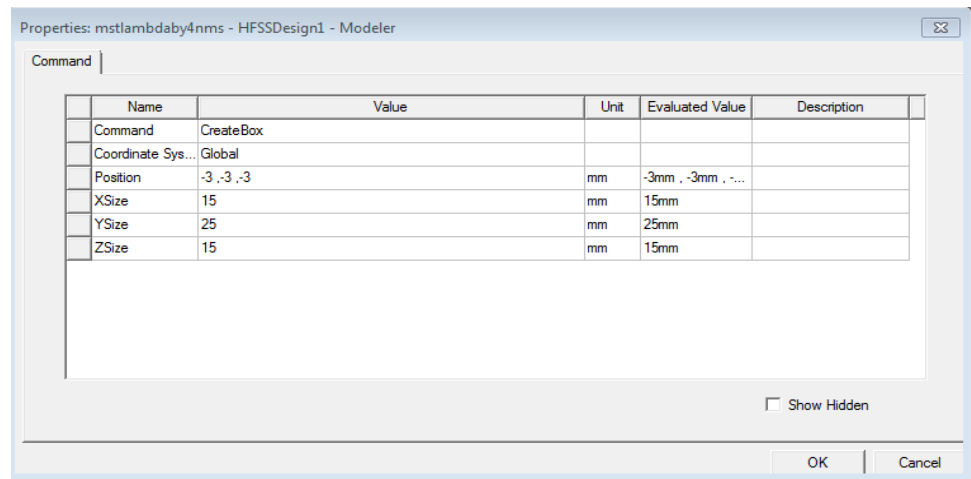 Properties: mstlambdaby4nms - HFSSDesign1 - Modeler
Command
Name Value Unit Evaluated Value Description
Command CreateBox
Coordinate Sys... Global
Position -3 ,-3 ,-3 mm -3mm , -3mm , -...
XSize 15 mm 15mm
YSize 25 mm 25mm
ZSize 15 mm 15mm
Show Hidden
OK Cancel